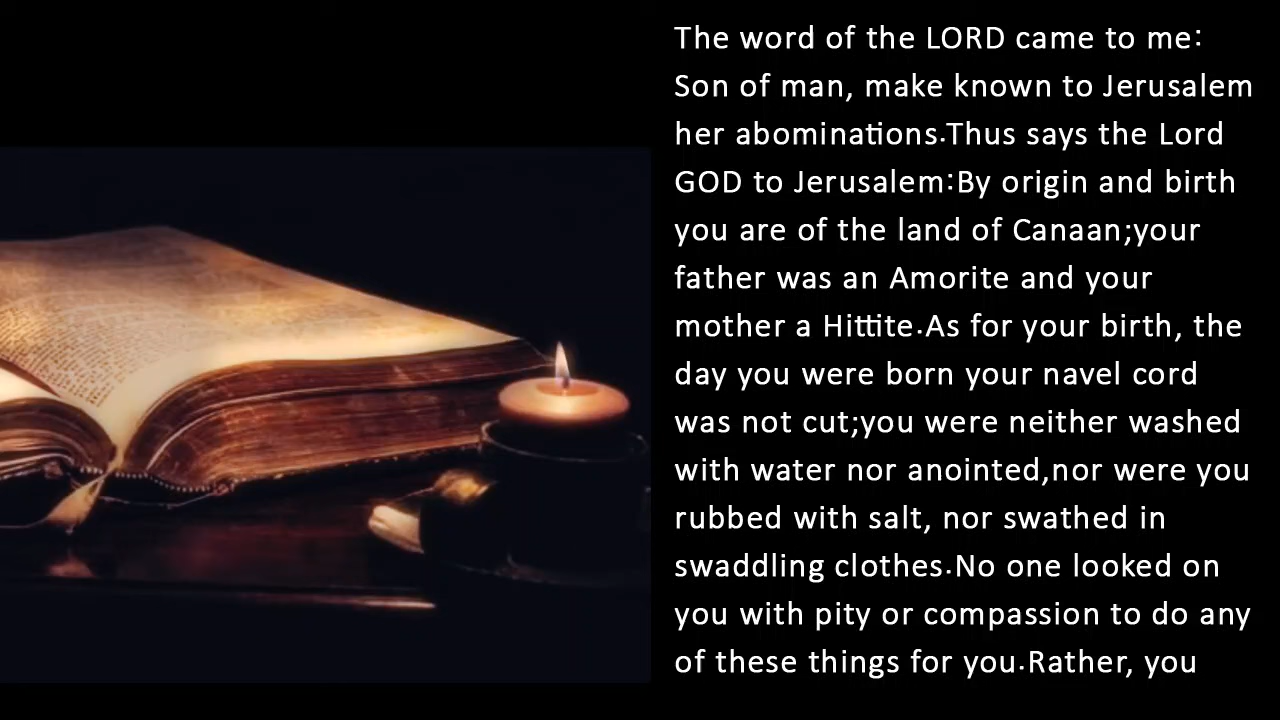 The word of the LORD came to me:
Son of man, make known to Jerusalem
her abominations.Thus says the Lord
GOD to Jerusalem:By origin and birth
you are of the land of Canaan;your
father was an Amorite and your
mother a Hittite.As for your birth, the
day you were born your navel cord
was not cut;you were neither washed
with water nor anointed,nor were you
rubbed with salt, nor swathed in
swaddling clothes.No one looked on
you with pity or compassion to do any
of these things for you.Rather, you